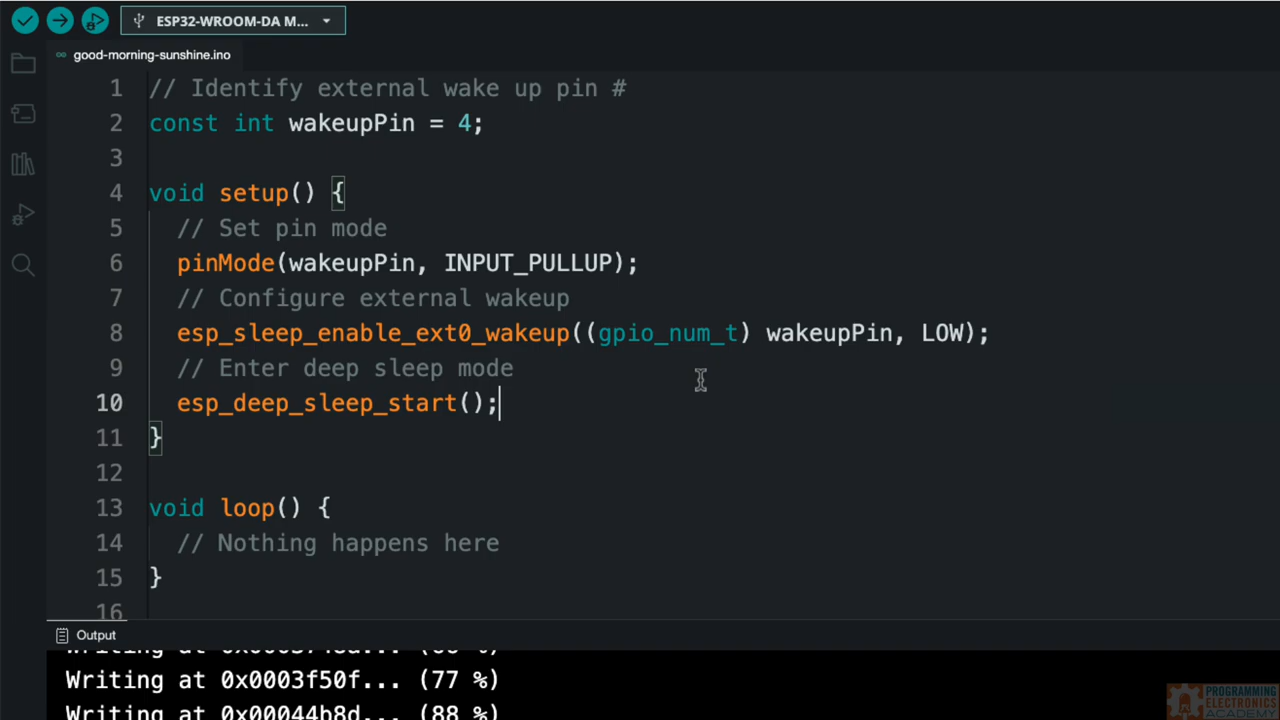 ESP32-WROOM-DA M...
good-morning-sunshine.ino
1 // Identify external wake up pin #
2 const int wakeupPin = 4;
3
4 void setup() {
5 // Set pin mode
6 pinMode(wakeupPin, INPUT_PULLUP);
7 // Configure external wakeup
8 esp_sleep_enable_ext0_wakeup((gpio_num_t) wakeupPin, LOW);
9 // Enter deep sleep mode
10 esp_deep_sleep_start();
11 }
12
13 void loop() {
14 // Nothing happens here
15 }
16
Output
Writing at
Writing at 0x0003f50f... (77 %)
Writing at 0x00044b8d... (88 %)
PROGRAMMING
ELECTRONICS
ACADEMY